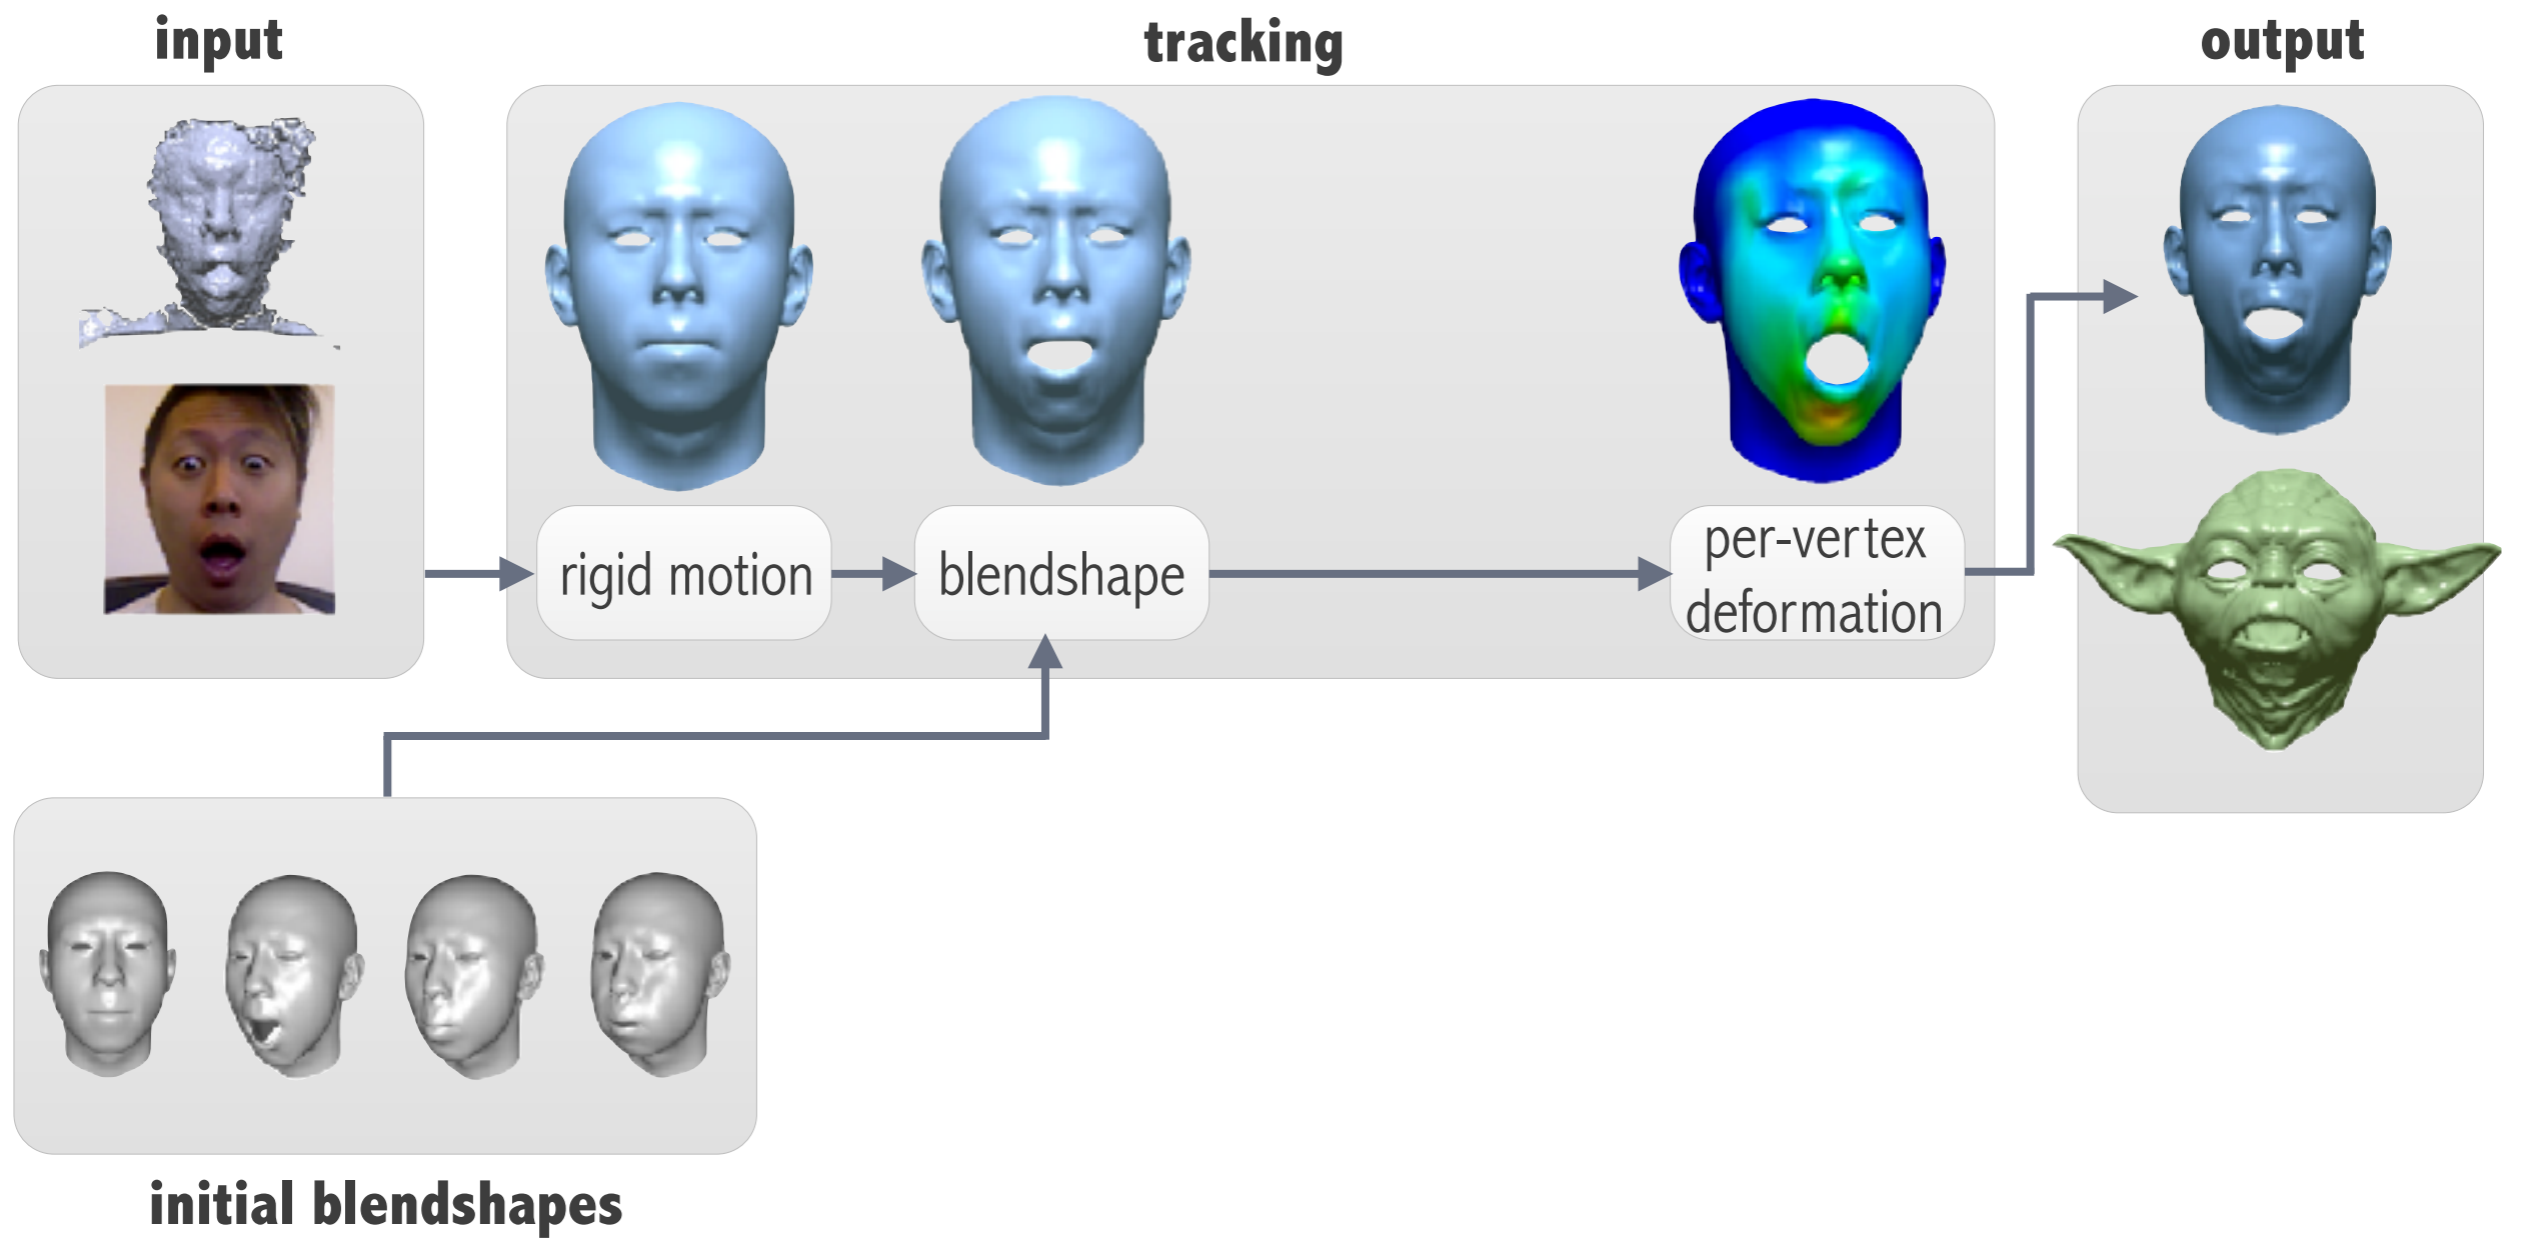 input
tracking
output
rigid motion
blendshape
per-vertex
deformation
initial blendshapes